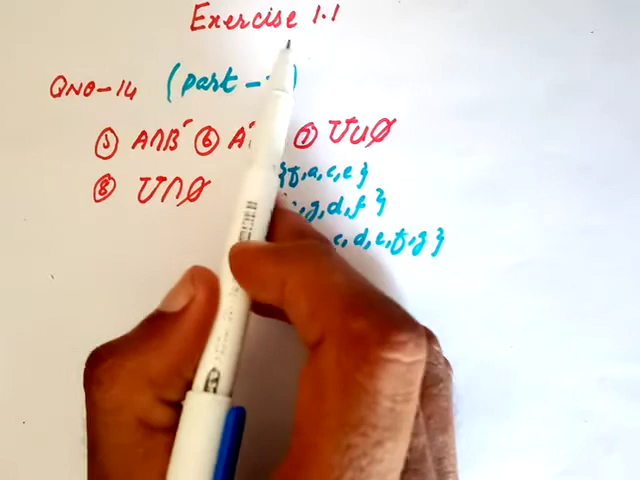 Exercise 1.1
QNO-14 (part -
⑤ A∩B' ⑥ A' ⑦ U∪Ø
⑧ U∩Ø
,a,c,e}
,g,d,f}
c,d,e,f,g}